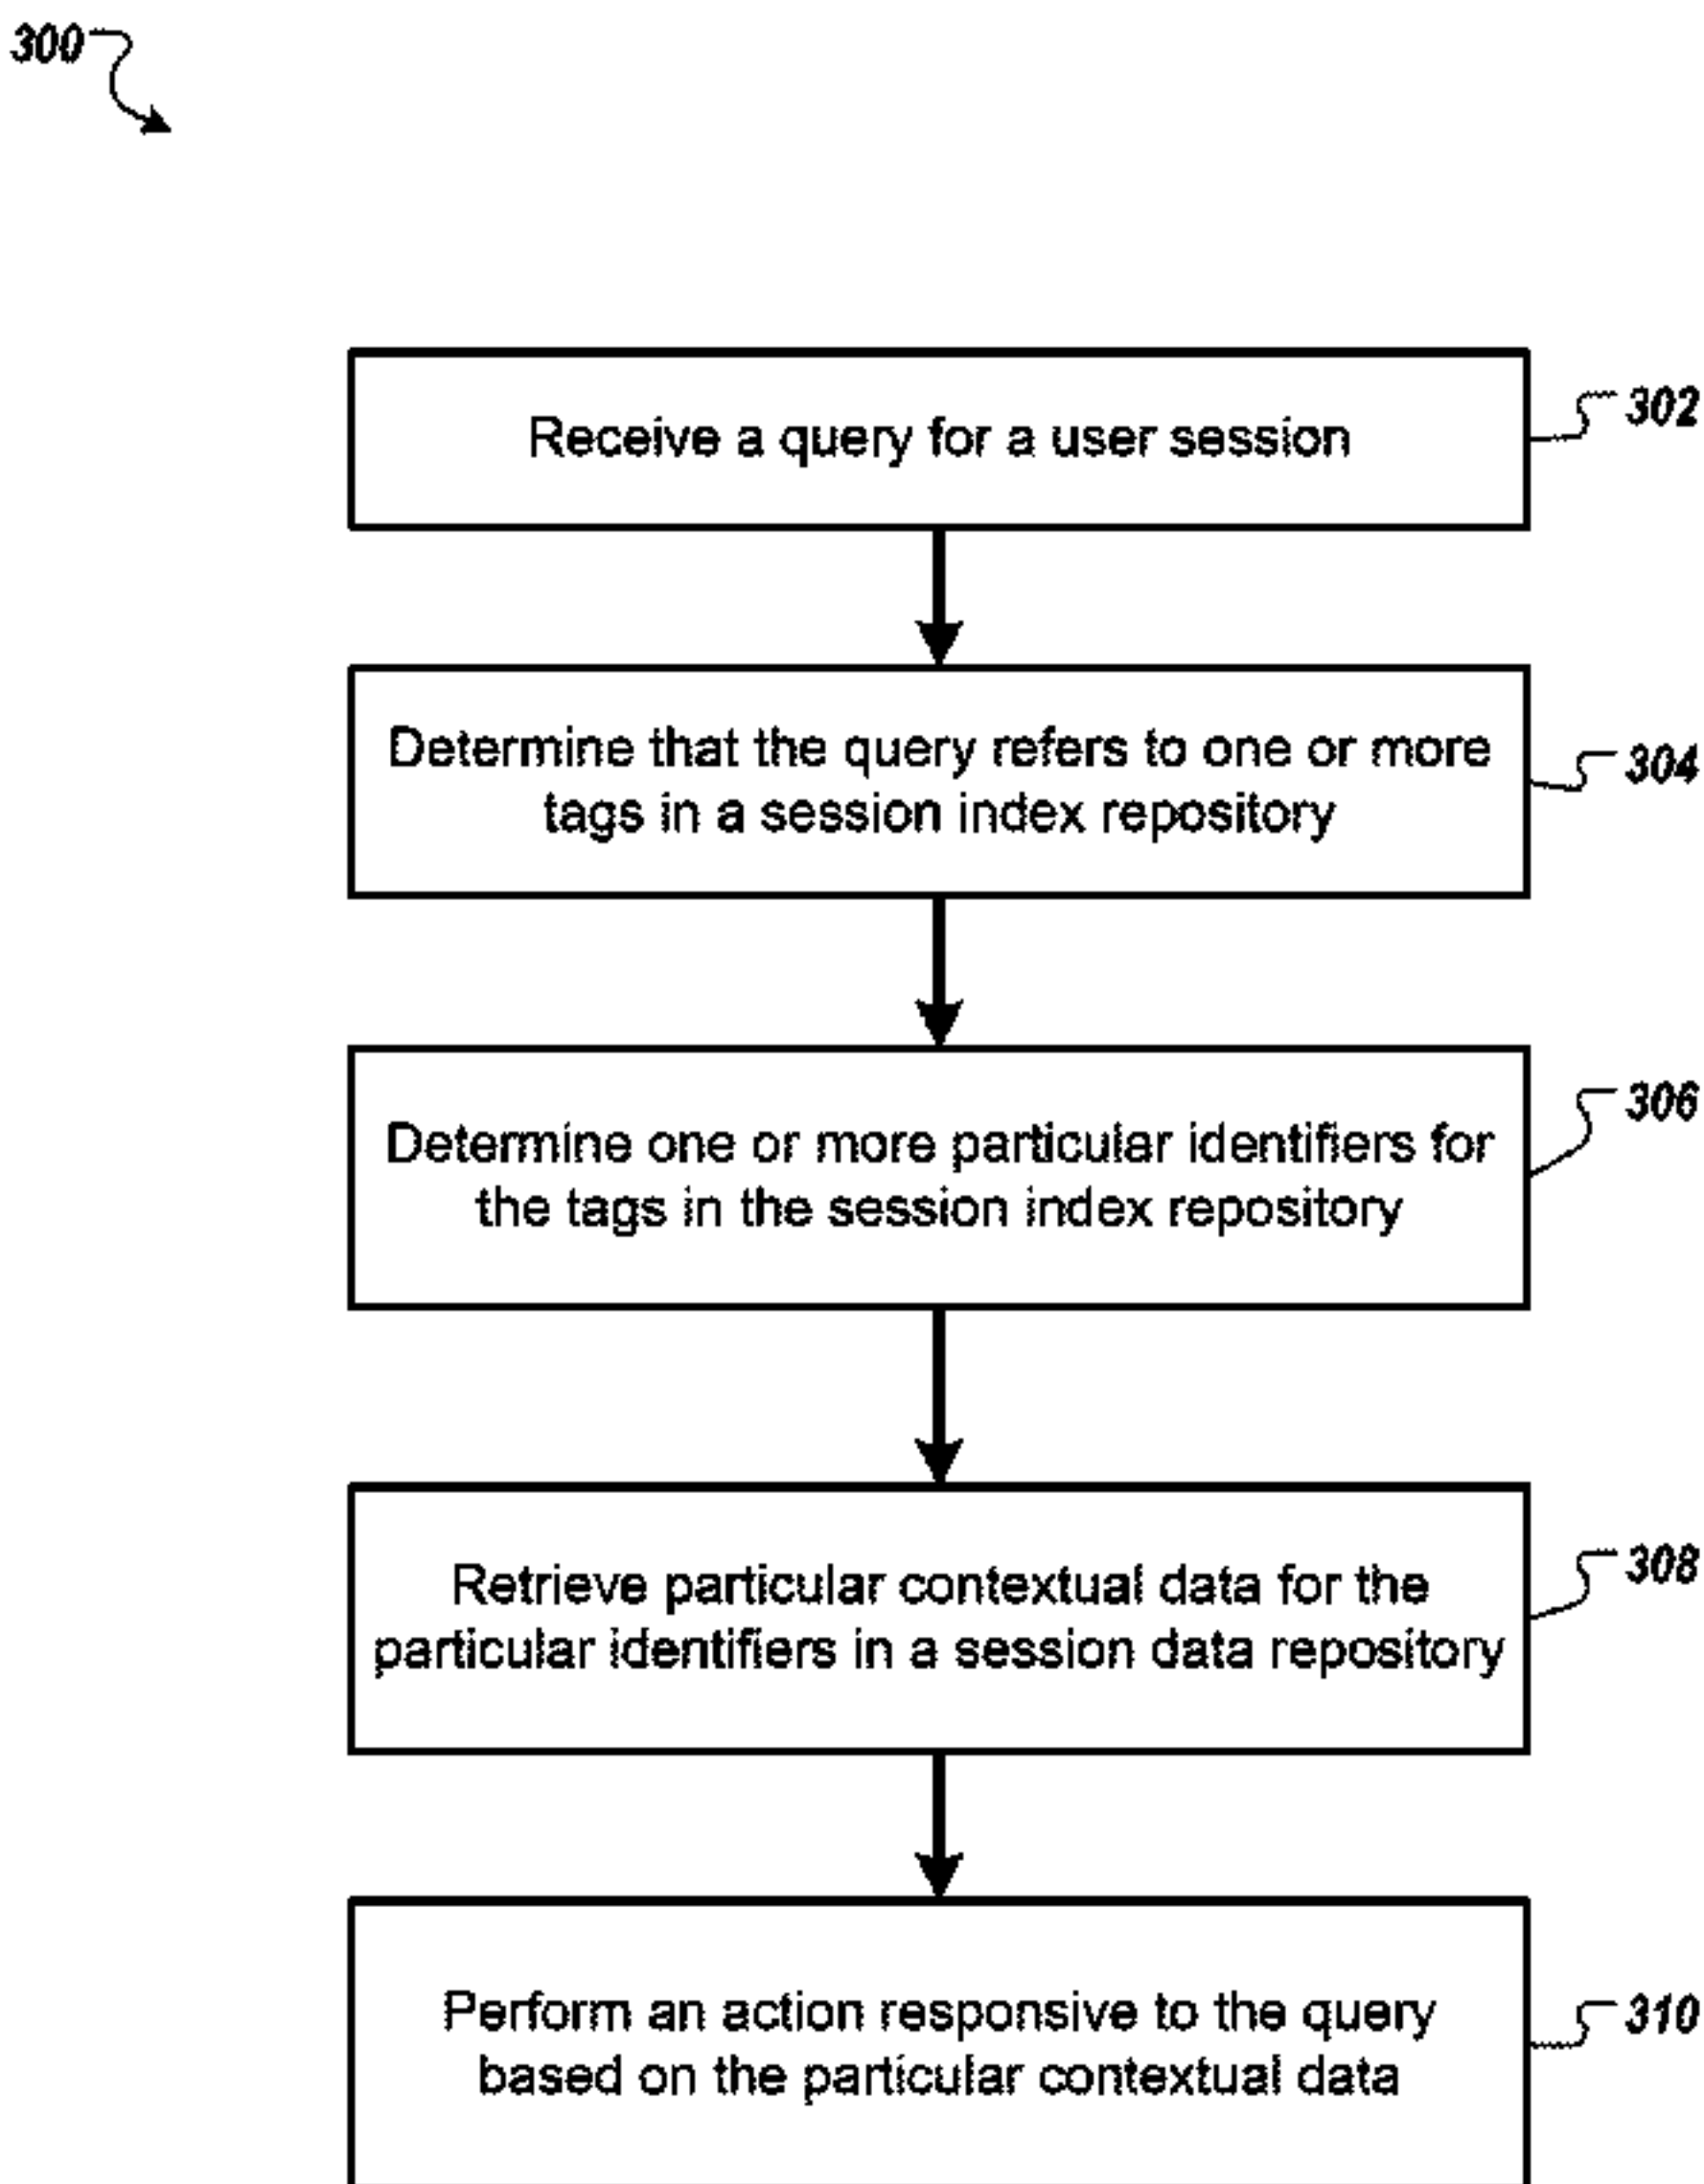 300
Receive a query for a user session
302
Determine that the query refers to one or more
tags in a session index repository
304
Determine one or more particular identifiers for
the tags in the session index repository
306
Retrieve particular contextual data for the
particular identifiers in a session data repository
308
Perform an action responsive to the query
based on the particular contextual data
310